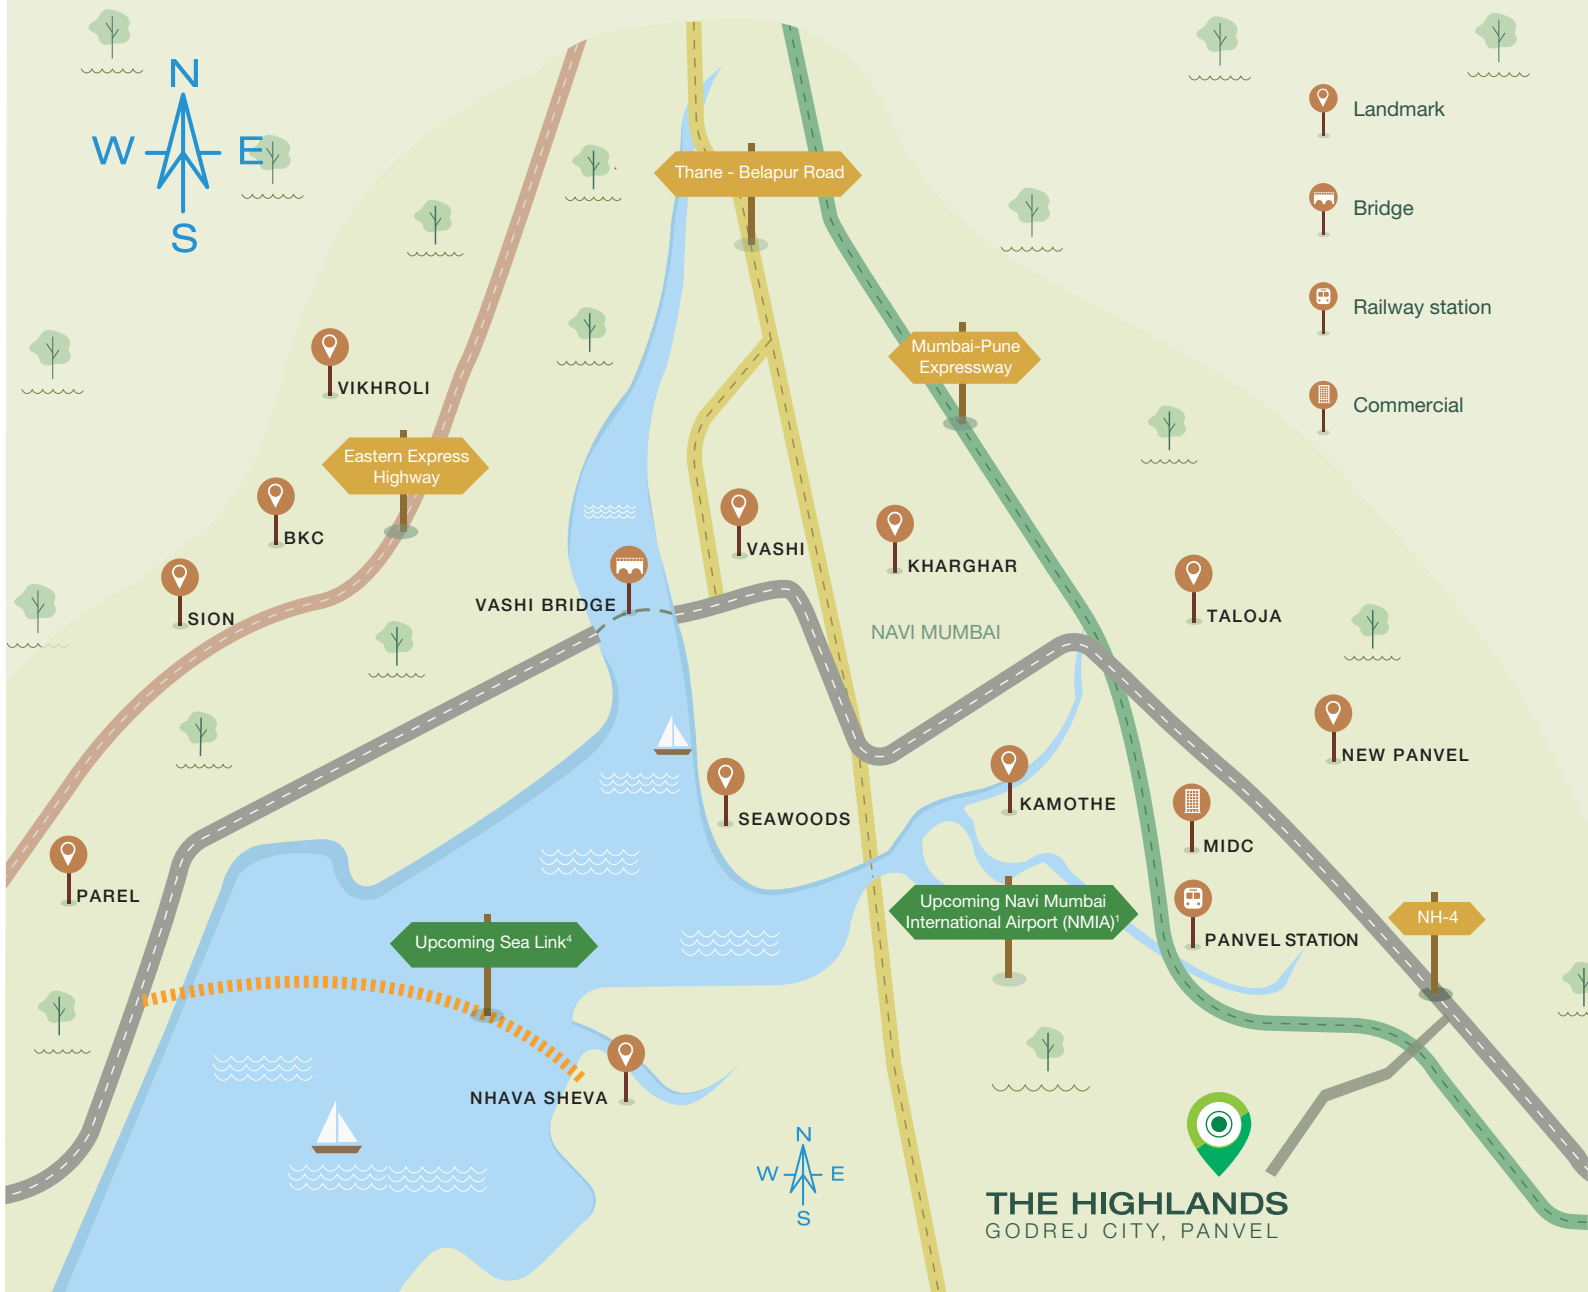 N
W E
S
Landmark
Bridge
Railway station
Commercial
Thane - Belapur Road
Mumbai-Pune
Expressway
VIKHROLI
Eastern Express
Highway
BKC
SION
VASHI
KHARGHAR
VASHI BRIDGE
NAVI MUMBAI
TALOJA
NEW PANVEL
SEAWOODS
KAMOTHE
MIDC
PAREL
Upcoming Sea Link⁴
Upcoming Navi Mumbai
International Airport (NMIA)¹
PANVEL STATION
NH-4
NHAVA SHEVA
N
W E
S
THE HIGHLANDS
GODREJ CITY, PANVEL